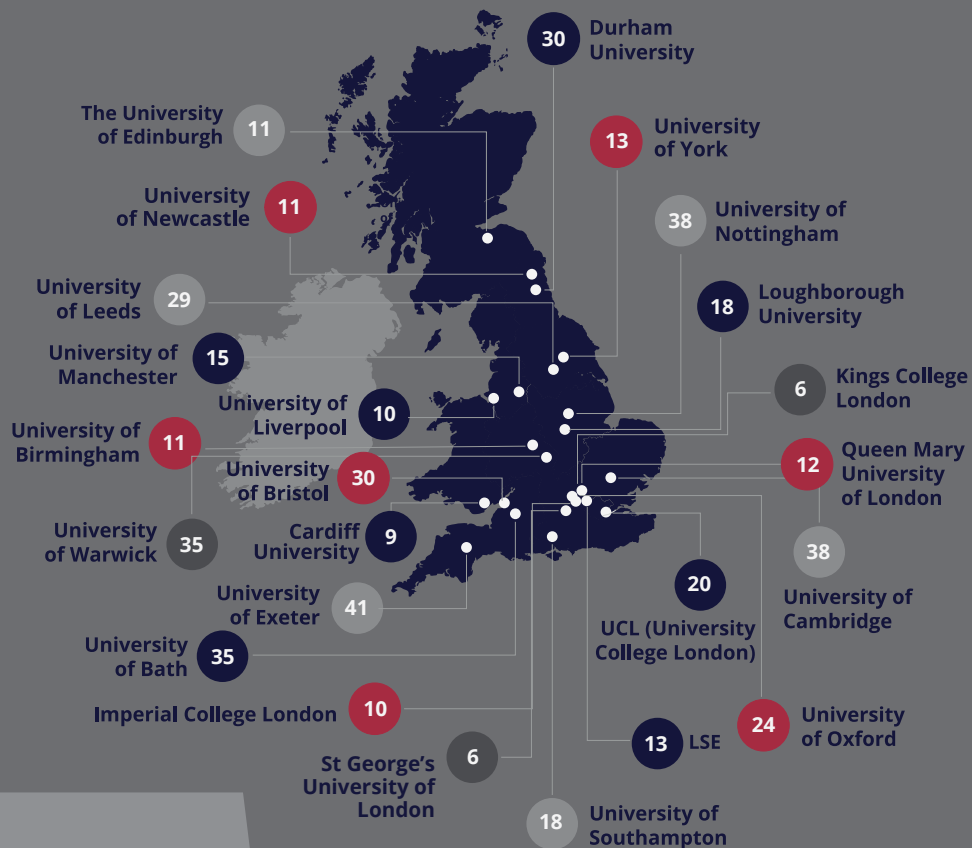 30
Durham
University
The University
of Edinburgh
11
13
University
of York
University
of Newcastle
11
38
University of
Nottingham
University
of Leeds
29
18
Loughborough
University
University of
Manchester
15
6
Kings College
London
University of
Liverpool
10
University of
Birmingham
11
University
of Bristol
30
12
Queen Mary
University
of London
University
of Warwick
35
Cardiff
University
9
38
University of
Cambridge
University
of Exeter
41
20
UCL (University
College London)
University
of Bath
35
Imperial College London
10
24
University
of Oxford
13
LSE
St George’s
University of
London
6
18
University of
Southampton